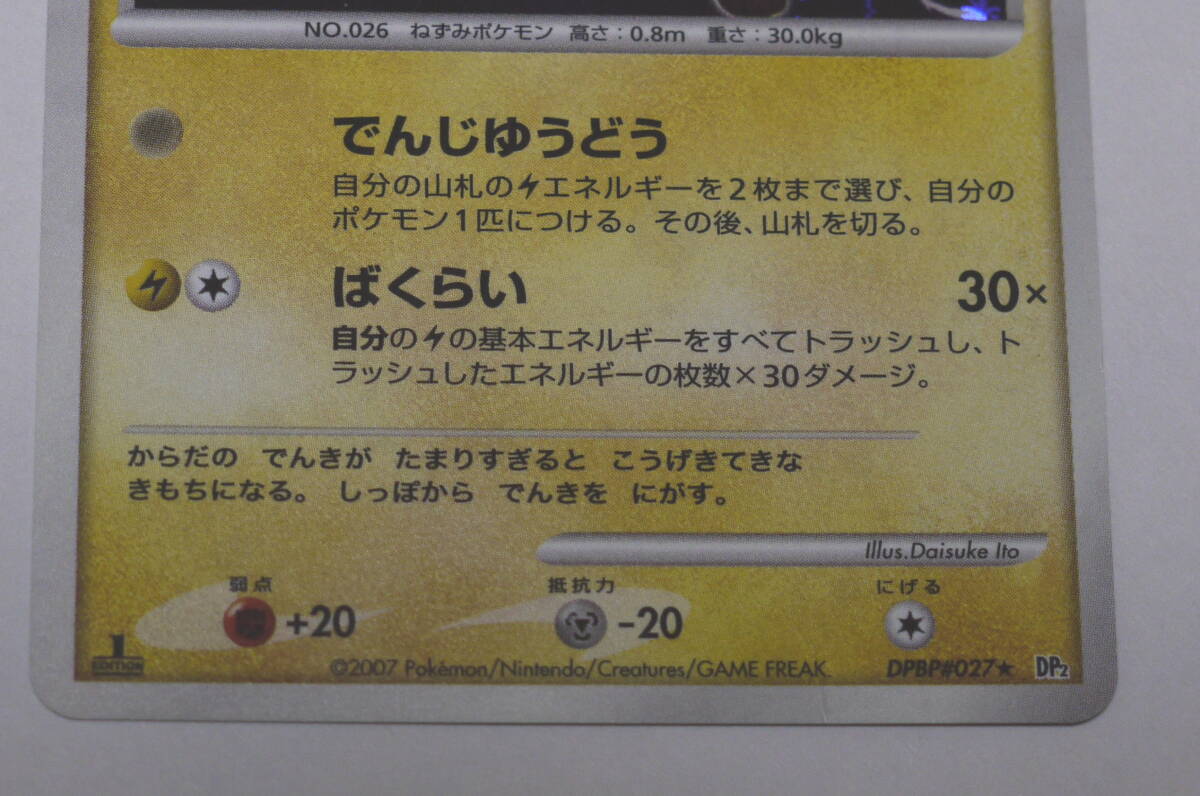 NO.026 ねずみポケモン 高さ:0.8m 重さ:30.0kg
でんじゆうどう
自分の山札のエネルギーを2枚まで選び、自分の
ポケモン1匹につける。その後、山札を切る。
ばくらい 30×
自分のの基本エネルギーをすべてトラッシュし、ト
ラッシュしたエネルギーの枚数×30ダメージ。
からだの でんきが たまりすぎると こうげきてきな
きもちになる。 しっぽから でんきを にがす。
Illus.Daisuke Ito
弱点 抵抗力 にげる
+20 −20
1
EDITION
©2007 Pokémon/Nintendo/Creatures/GAME FREAK. DPBP#027★ DP2